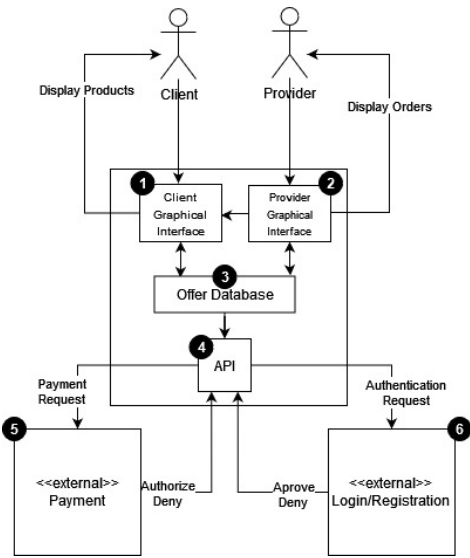 Display Products
Client
Provider
Display Orders
1
Client
Graphical
Interface
2
Provider
Graphical
Interface
3
Offer Database
4
API
Payment
Request
Authentication
Request
5
<<external>>
Payment
Authorize
Deny
Aprove
Deny
6
<<external>>
Login/Registration